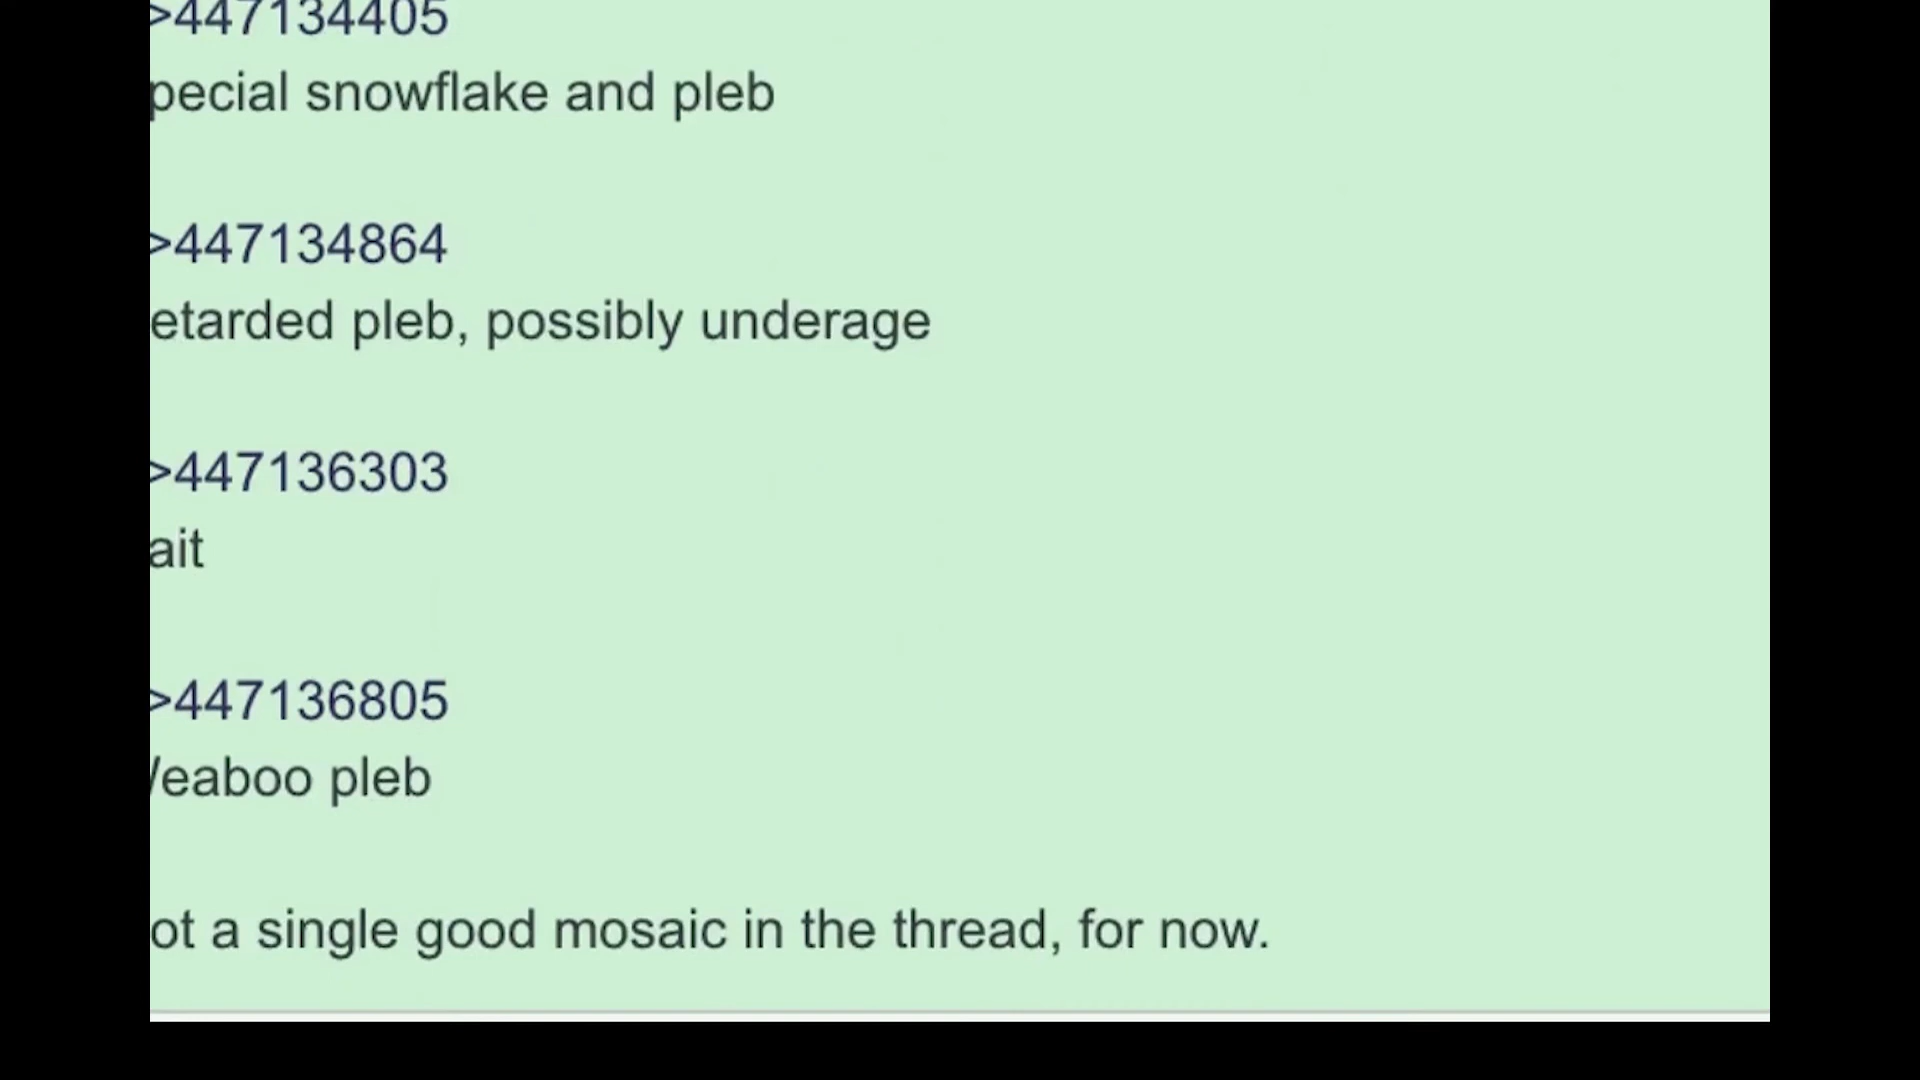 >447134405
pecial snowflake and pleb
>447134864
etarded pleb, possibly underage
>447136303
ait
>447136805
eaboo pleb
ot a single good mosaic in the thread, for now.